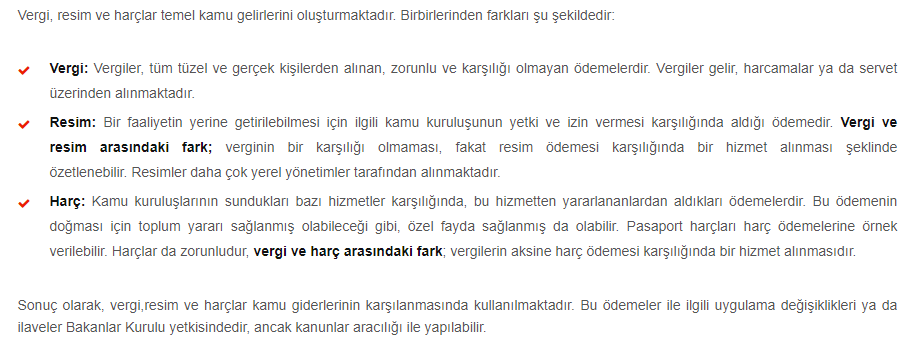 Vergi, resim ve harçlar temel kamu gelirlerini oluşturmaktadır. Birbirlerinden farkları şu şekildedir:
Vergi: Vergiler, tüm tüzel ve gerçek kişilerden alınan, zorunlu ve karşılığı olmayan ödemelerdir. Vergiler gelir, harcamalar ya da servet
üzerinden alınmaktadır.
Resim: Bir faaliyetin yerine getirilebilmesi için ilgili kamu kuruluşunun yetki ve izin vermesi karşılığında aldığı ödemedir. Vergi ve
resim arasındaki fark; verginin bir karşılığı olmaması, fakat resim ödemesi karşılığında bir hizmet alınması şeklinde
özetlenebilir. Resimler daha çok yerel yönetimler tarafından alınmaktadır.
Harç: Kamu kuruluşlarının sundukları bazı hizmetler karşılığında, bu hizmetten yararlananlardan aldıkları ödemelerdir. Bu ödemenin
doğması için toplum yararı sağlanmış olabileceği gibi, özel fayda sağlanmış da olabilir. Pasaport harçları harç ödemelerine örnek
verilebilir. Harçlar da zorunludur, vergi ve harç arasındaki fark; vergilerin aksine harç ödemesi karşılığında bir hizmet alınmasıdır.
Sonuç olarak, vergi,resim ve harçlar kamu giderlerinin karşılanmasında kullanılmaktadır. Bu ödemeler ile ilgili uygulama değişiklikleri ya da
ilaveler Bakanlar Kurulu yetkisindedir, ancak kanunlar aracılığı ile yapılabilir.